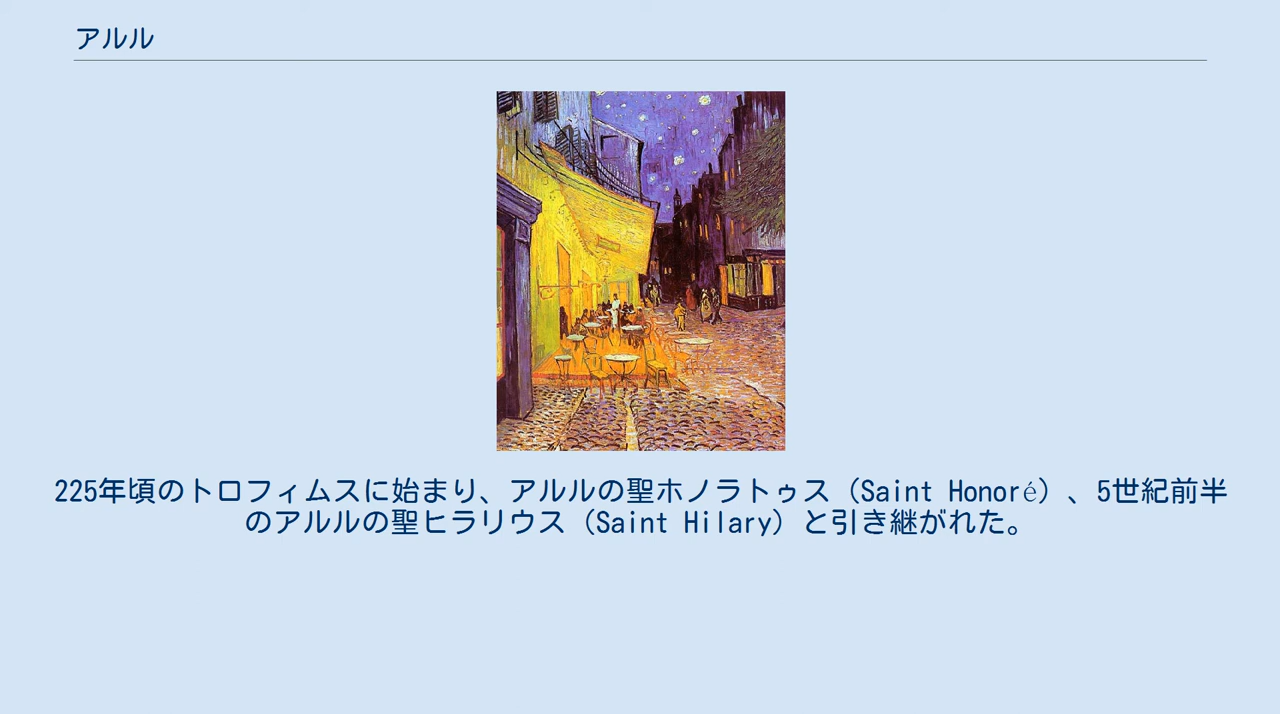 アルル
225年頃のトロフィムスに始まり、アルルの聖ホノラトゥス（Saint Honoré）、5世紀前半
のアルルの聖ヒラリウス（Saint Hilary）と引き継がれた。